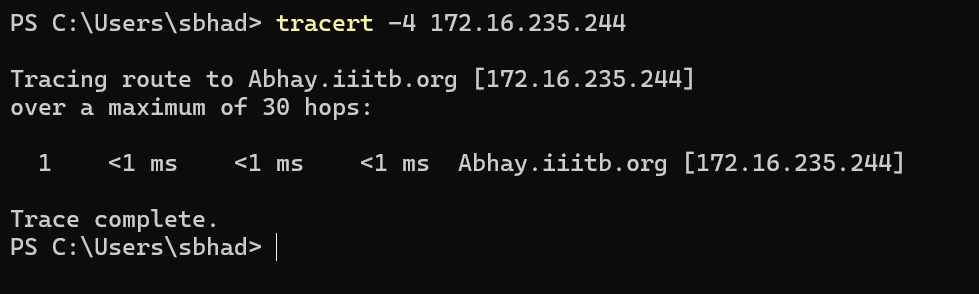 PS C:\Users\sbhad> tracert -4 172.16.235.244
Tracing route to Abhay.iiitb.org [172.16.235.244]
over a maximum of 30 hops:
1 <1 ms <1 ms <1 ms Abhay.iiitb.org [172.16.235.244]
Trace complete.
PS C:\Users\sbhad>